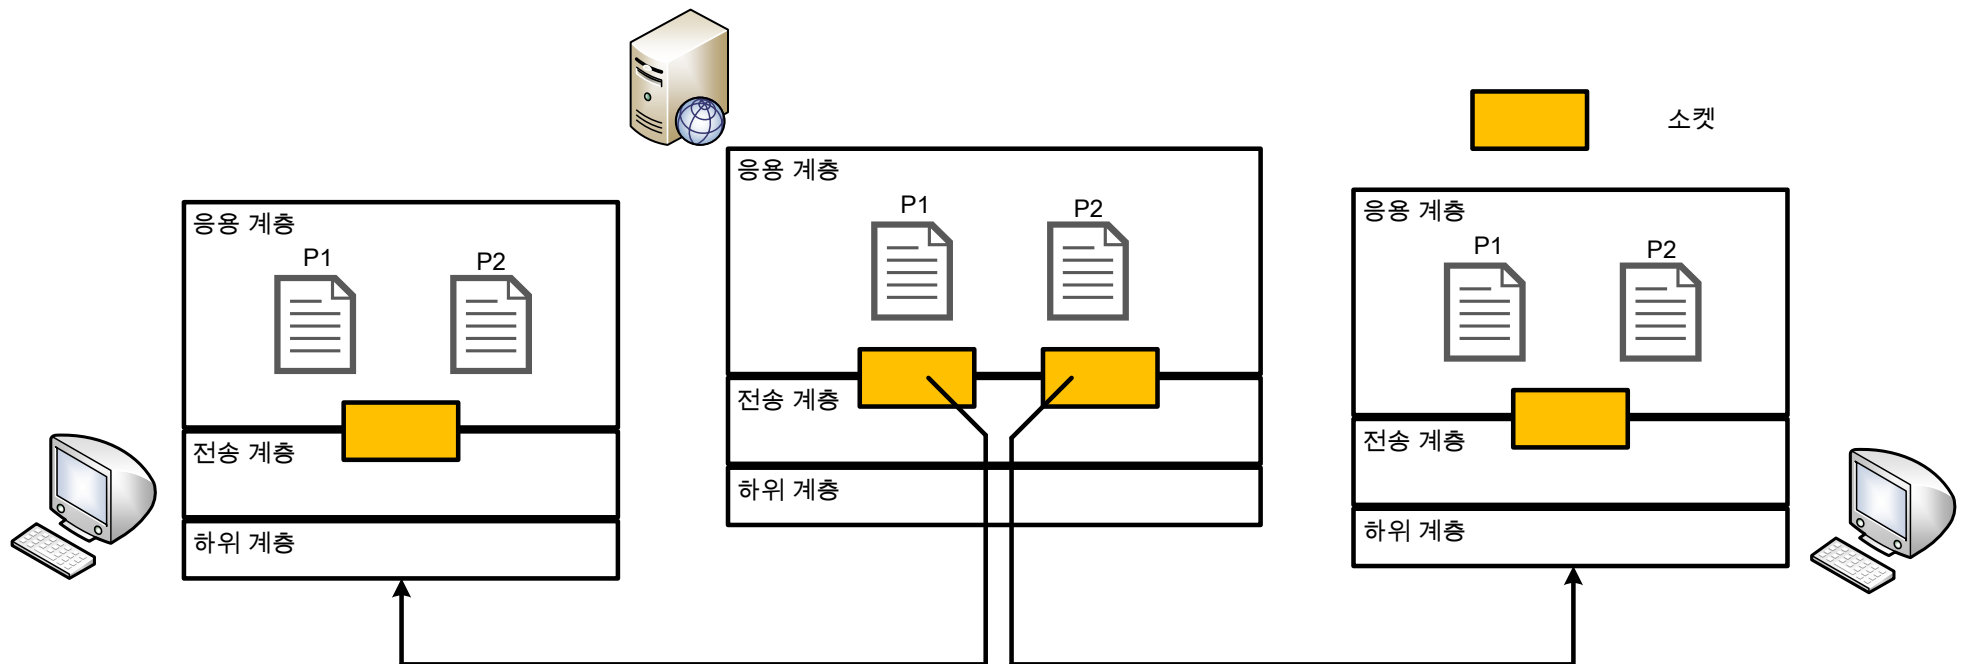 소켓
응용 계층
P1
P2
전송 계층
하위 계층
응용 계층
P1
P2
전송 계층
하위 계층
응용 계층
P1
P2
전송 계층
하위 계층